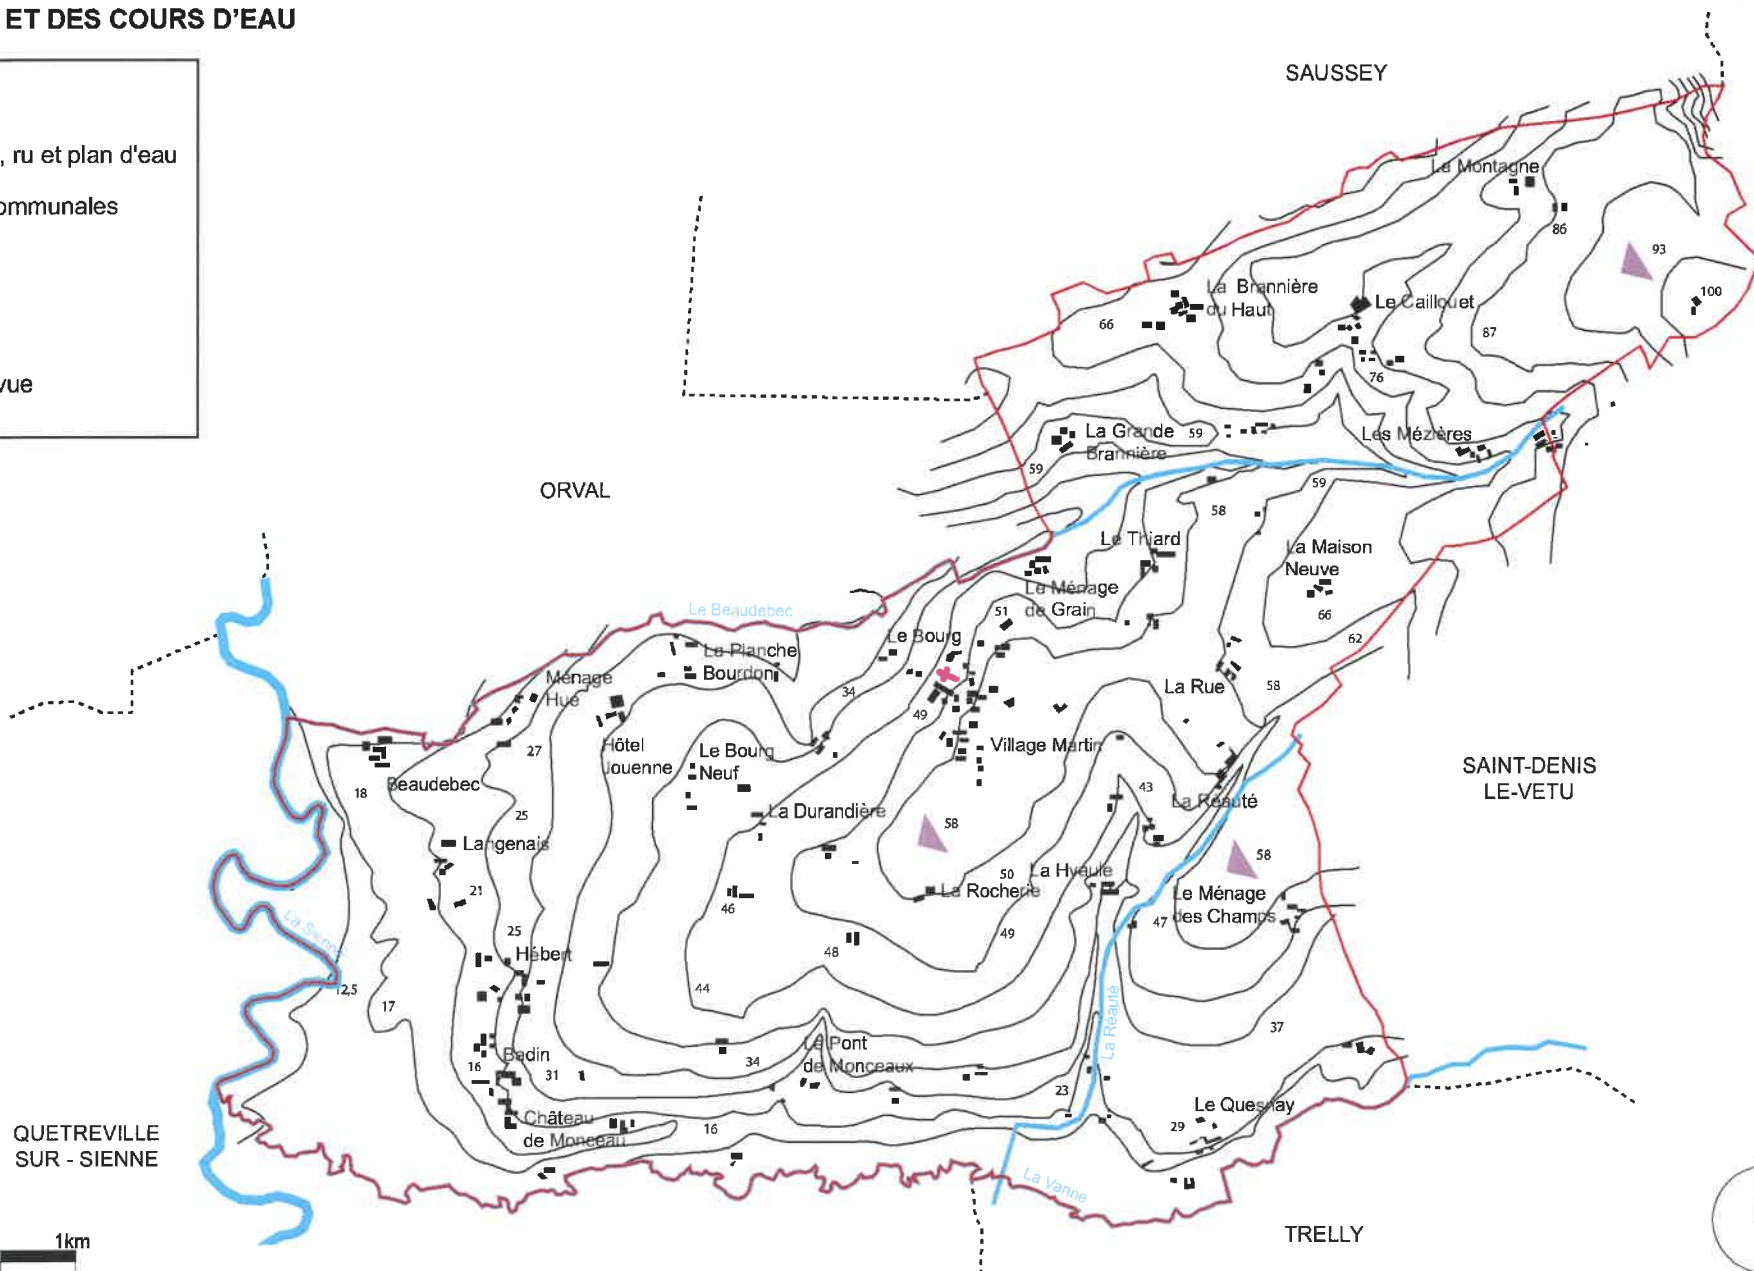 ET DES COURS D'EAU
SAUSSEY
, ru et plan d'eau
ommunales
vue
La Montagne
86
93
100
La Brannière
du Haut
Le Caillouet
66
87
76
La Grande
Brannière
59
Les Mézières
59
59
ORVAL
58
Le Thiard
La Maison
Neuve
Le Ménage
de Grain
51
66
62
Le Beaudebec
Le Bourg
La Planche
Bourdon
Ménage
Hue
34
49
La Rue
58
27
Hôtel
Jouenne
Le Bourg
Neuf
Village Martin
SAINT-DENIS
LE-VETU
18
Beaudebec
25
43
La Réauté
La Durandière
58
Langenais
58
21
50
La Hyaule
La Rocherie
Le Ménage
des Champs
46
47
La Sienne
25
49
Hébert
48
12,5
17
44
La Réauté
37
Le Pont
de Monceaux
Badin
16
31
34
23
Château
de Monceau
16
Le Quesnay
29
QUETREVILLE
SUR - SIENNE
La Vanne
TRELLY
1km